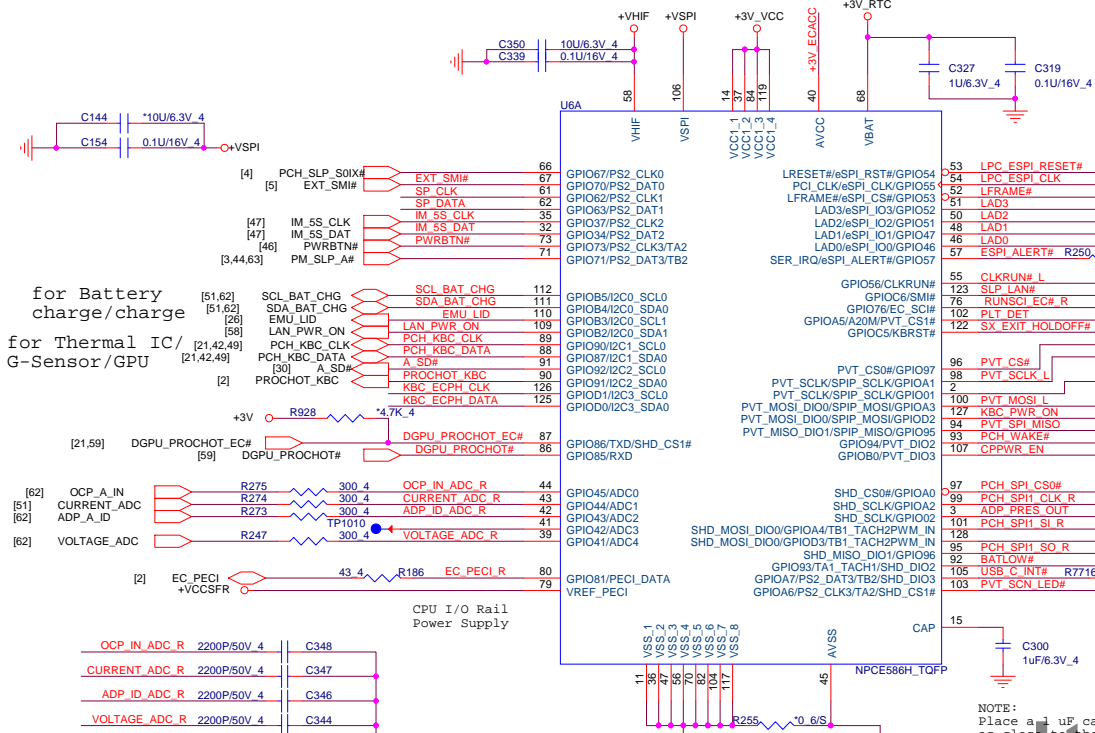 +VHIF +VSPI +3V_VCC +3V_ECACC +3V_RTC
C350 10U/6.3V_4
C339 0.1U/16V_4
C327
1U/6.3V_4
C319
0.1U/16V_4
58 106 14 37 84 119 40 68
U6A
VHIF VSPI VCC1_1 VCC1_2 VCC1_3 VCC1_4 AVCC VBAT
C144 *10U/6.3V_4
C154 0.1U/16V_4 +VSPI
[4] PCH_SLP_S0IX# 66 GPIO67/PS2_CLK0
[5] EXT_SMI# EXT_SMI# 67 GPIO70/PS2_DAT0
SP_CLK 61 GPIO62/PS2_CLK1
SP_DATA 62 GPIO63/PS2_DAT1
[47] IM_5S_CLK IM_5S_CLK 35 GPIO37/PS2_CLK2
[47] IM_5S_DAT IM_5S_DAT 32 GPIO34/PS2_DAT2
[46] PWRBTN# PWRBTN# 73 GPIO73/PS2_CLK3/TA2
[3,44,63] PM_SLP_A# 71 GPIO71/PS2_DAT3/TB2
LRESET#/eSPI_RST#/GPIO54 53 LPC_ESPI_RESET#
PCI_CLK/eSPI_CLK/GPIO55 54 LPC_ESPI_CLK
LFRAME#/eSPI_CS#/GPIO53 52 LFRAME#
LAD3/eSPI_IO3/GPIO52 51 LAD3
LAD2/eSPI_IO2/GPIO51 50 LAD2
LAD1/eSPI_IO1/GPIO47 48 LAD1
LAD0/eSPI_IO0/GPIO46 46 LAD0
SER_IRQ/eSPI_ALERT#/GPIO57 57 ESPI_ALERT# R250
for Battery
charge/charge
for Thermal IC/
G-Sensor/GPU
[51,62] SCL_BAT_CHG SCL_BAT_CHG 112 GPIOB5/I2C0_SCL0
[51,62] SDA_BAT_CHG SDA_BAT_CHG 111 GPIOB4/I2C0_SDA0
[26] EMU_LID EMU_LID 110 GPIOB3/I2C0_SCL1
[58] LAN_PWR_ON LAN_PWR_ON 109 GPIOB2/I2C0_SDA1
[21,42,49] PCH_KBC_CLK PCH_KBC_CLK 89 GPIO90/I2C1_SCL0
[21,42,49] PCH_KBC_DATA PCH_KBC_DATA 88 GPIO87/I2C1_SDA0
[30] A_SD# A_SD# 91 GPIO92/I2C2_SCL0
[2] PROCHOT_KBC PROCHOT_KBC 90 GPIO91/I2C2_SDA0
KBC_ECPH_CLK 126 GPIOD1/I2C3_SCL0
KBC_ECPH_DATA 125 GPIOD0/I2C3_SDA0
GPIO56/CLKRUN# 55 CLKRUN#_L
GPIOC6/SMI# 123 SLP_LAN#
GPIO76/EC_SCI# 76 RUNSCI_EC#_R
GPIOA5/A20M/PVT_CS1# 102 PLT_DET
GPIOC5/KBRST# 122 SX_EXIT_HOLDOFF#
PVT_CS0#/GPIO97 96 PVT_CS#
PVT_SCLK/SPIP_SCLK/GPIOA1 98 PVT_SCLK_L
PVT_SCLK/SPIP_SCLK/GPIO01 2
PVT_MOSI_DIO0/SPIP_MOSI/GPIOA3 100 PVT_MOSI_L
PVT_MOSI_DIO0/SPIP_MOSI/GPIOD2 127 KBC_PWR_ON
PVT_MISO_DIO1/SPIP_MISO/GPIO95 94 PVT_SPI_MISO
GPIO94/PVT_DIO2 93 PCH_WAKE#
GPIOB0/PVT_DIO3 107 CPPWR_EN
+3V R928 *4.7K_4
[21,59] DGPU_PROCHOT_EC# DGPU_PROCHOT_EC# 87 GPIO86/TXD/SHD_CS1#
[59] DGPU_PROCHOT# DGPU_PROCHOT# 86 GPIO85/RXD
[62] OCP_A_IN R275 300_4 OCP_IN_ADC_R 44 GPIO45/ADC0
[51] CURRENT_ADC R274 300_4 CURRENT_ADC_R 43 GPIO44/ADC1
[62] ADP_A_ID R273 300_4 ADP_ID_ADC_R 42 GPIO43/ADC2
TP1010 41 GPIO42/ADC3
[62] VOLTAGE_ADC R247 300_4 VOLTAGE_ADC_R 39 GPIO41/ADC4
[2] EC_PECI 43_4 R186 EC_PECI_R 80 GPIO81/PECI_DATA
+VCCSFR 79 VREF_PECI
SHD_CS0#/GPIOA0 97 PCH_SPI_CS0#
SHD_SCLK/GPIOA2 99 PCH_SPI1_CLK_R
SHD_SCLK/GPIO02 3 ADP_PRES_OUT
SHD_MOSI_DIO0/GPIOA4/TB1_TACH2PWM_IN 101 PCH_SPI1_SI_R
SHD_MOSI_DIO0/GPIOD3/TB1_TACH2PWM_IN 128
SHD_MISO_DIO1/GPIO96 95 PCH_SPI1_SO_R
GPIO93/TA1_TACH1/SHD_DIO2 92 BATLOW#
GPIOA7/PS2_DAT3/TB2/SHD_DIO3 105 USB_C_INT# R7716
GPIOA6/PS2_CLK3/TA2/SHD_CS1# 103 PVT_SCN_LED#
CPU I/O Rail
Power Supply
CAP 15
C300
1uF/6.3V_4
VSS_1 VSS_2 VSS_3 VSS_4 VSS_5 VSS_6 VSS_7 VSS_8 AVSS
NPCE586H_TQFP
11 36 47 56 70 82 104 117 45
OCP_IN_ADC_R 2200P/50V_4 C348
CURRENT_ADC_R 2200P/50V_4 C347
ADP_ID_ADC_R 2200P/50V_4 C346
VOLTAGE_ADC_R 2200P/50V_4 C344
R255 *0_6/S
NOTE:
Place a 1 uF